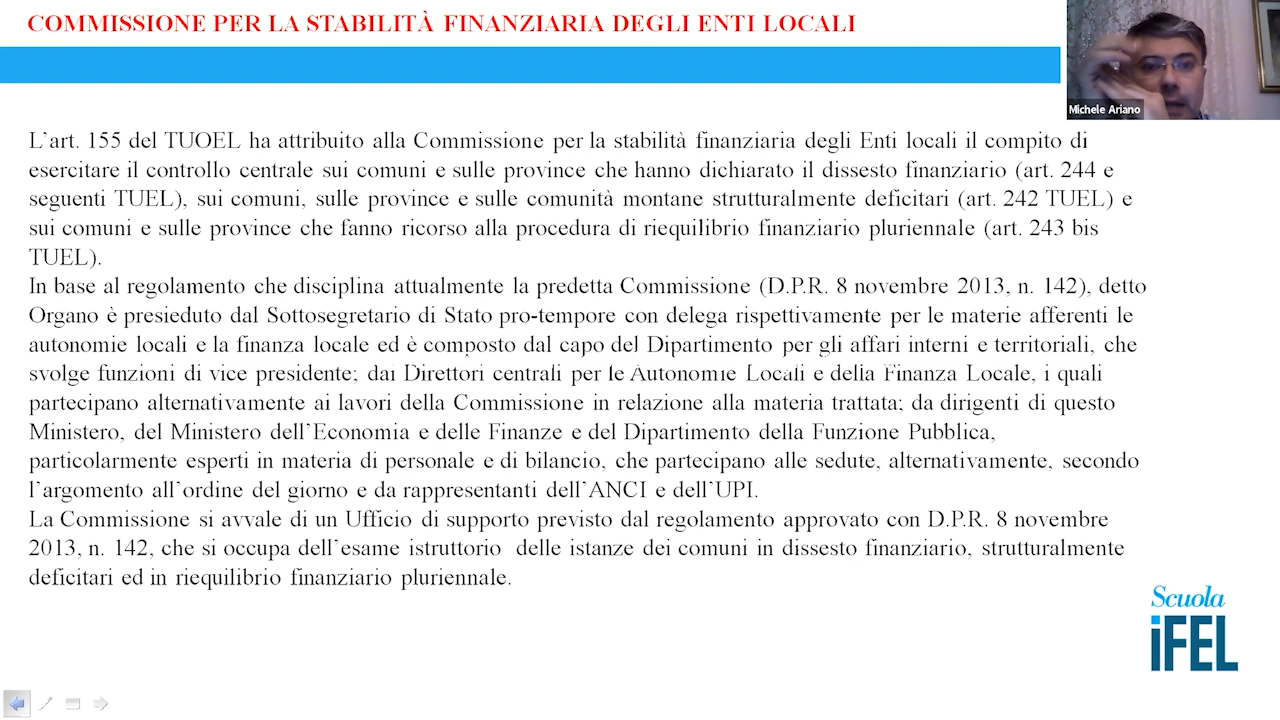 COMMISSIONE PER LA STABILITÀ FINANZIARIA DEGLI ENTI LOCALI
Michele Ariano
L'art. 155 del TUOEL ha attribuito alla Commissione per la stabilità finanziaria degli Enti locali il compito di
esercitare il controllo centrale sui comuni e sulle province che hanno dichiarato il dissesto finanziario (art. 244 e
seguenti TUEL), sui comuni, sulle province e sulle comunità montane strutturalmente deficitari (art. 242 TUEL) e
sui comuni e sulle province che fanno ricorso alla procedura di riequilibrio finanziario pluriennale (art. 243 bis
TUEL).
In base al regolamento che disciplina attualmente la predetta Commissione (D.P.R. 8 novembre 2013, n. 142), detto
Organo è presieduto dal Sottosegretario di Stato pro-tempore con delega rispettivamente per le materie afferenti le
autonomie locali e la finanza locale ed è composto dal capo del Dipartimento per gli affari interni e territoriali, che
svolge funzioni di vice presidente; dai Direttori centrali per le Autonomie Locali e della Finanza Locale, i quali
partecipano alternativamente ai lavori della Commissione in relazione alla materia trattata; da dirigenti di questo
Ministero, del Ministero dell'Economia e delle Finanze e del Dipartimento della Funzione Pubblica,
particolarmente esperti in materia di personale e di bilancio, che partecipano alle sedute, alternativamente, secondo
l'argomento all'ordine del giorno e da rappresentanti dell'ANCI e dell'UPI.
La Commissione si avvale di un Ufficio di supporto previsto dal regolamento approvato con D.P.R. 8 novembre
2013, n. 142, che si occupa dell'esame istruttorio delle istanze dei comuni in dissesto finanziario, strutturalmente
deficitari ed in riequilibrio finanziario pluriennale.
Scuola
iFEL